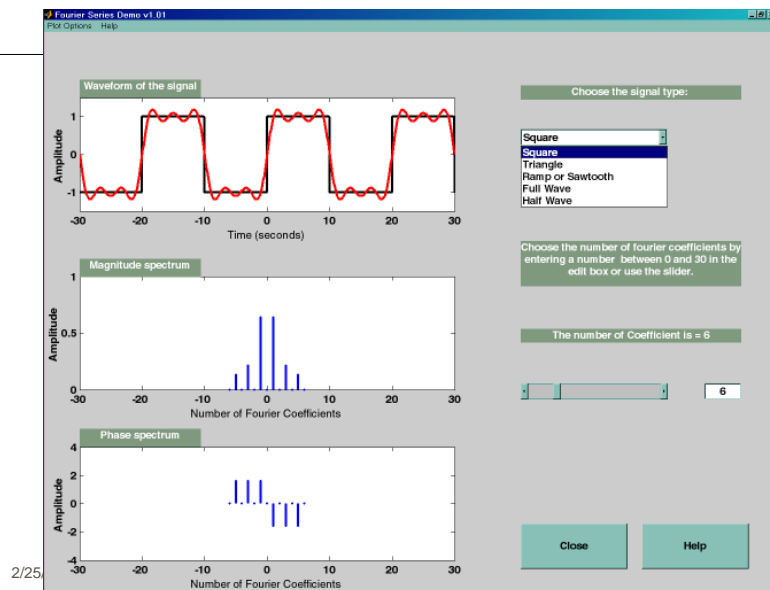 Fourier Series Demo v1.01
Plot Options Help
Waveform of the signal
Amplitude
1
0
-1
-30 -20 -10 0 10 20 30
Time (seconds)
Magnitude spectrum
Amplitude
1
0.5
0
-30 -20 -10 0 10 20 30
Number of Fourier Coefficients
Phase spectrum
Amplitude
4
2
0
-2
-4
-30 -20 -10 0 10 20 30
Number of Fourier Coefficients
Choose the signal type:
Square
Square
Triangle
Ramp or Sawtooth
Full Wave
Half Wave
Choose the number of fourier coefficients by
entering a number between 0 and 30 in the
edit box or use the slider.
The number of Coefficient is = 6
6
Close Help
2/25/